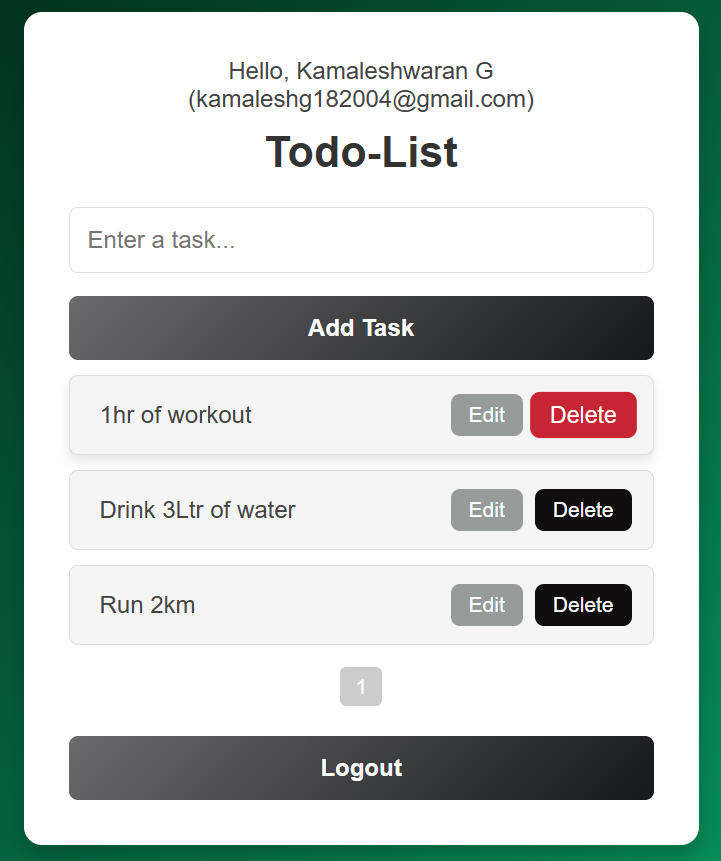 Hello, Kamaleshwaran G
(kamaleshg182004@gmail.com)
Todo-List
Enter a task...
Add Task
1hr of workout Edit Delete
Drink 3Ltr of water Edit Delete
Run 2km Edit Delete
1
Logout